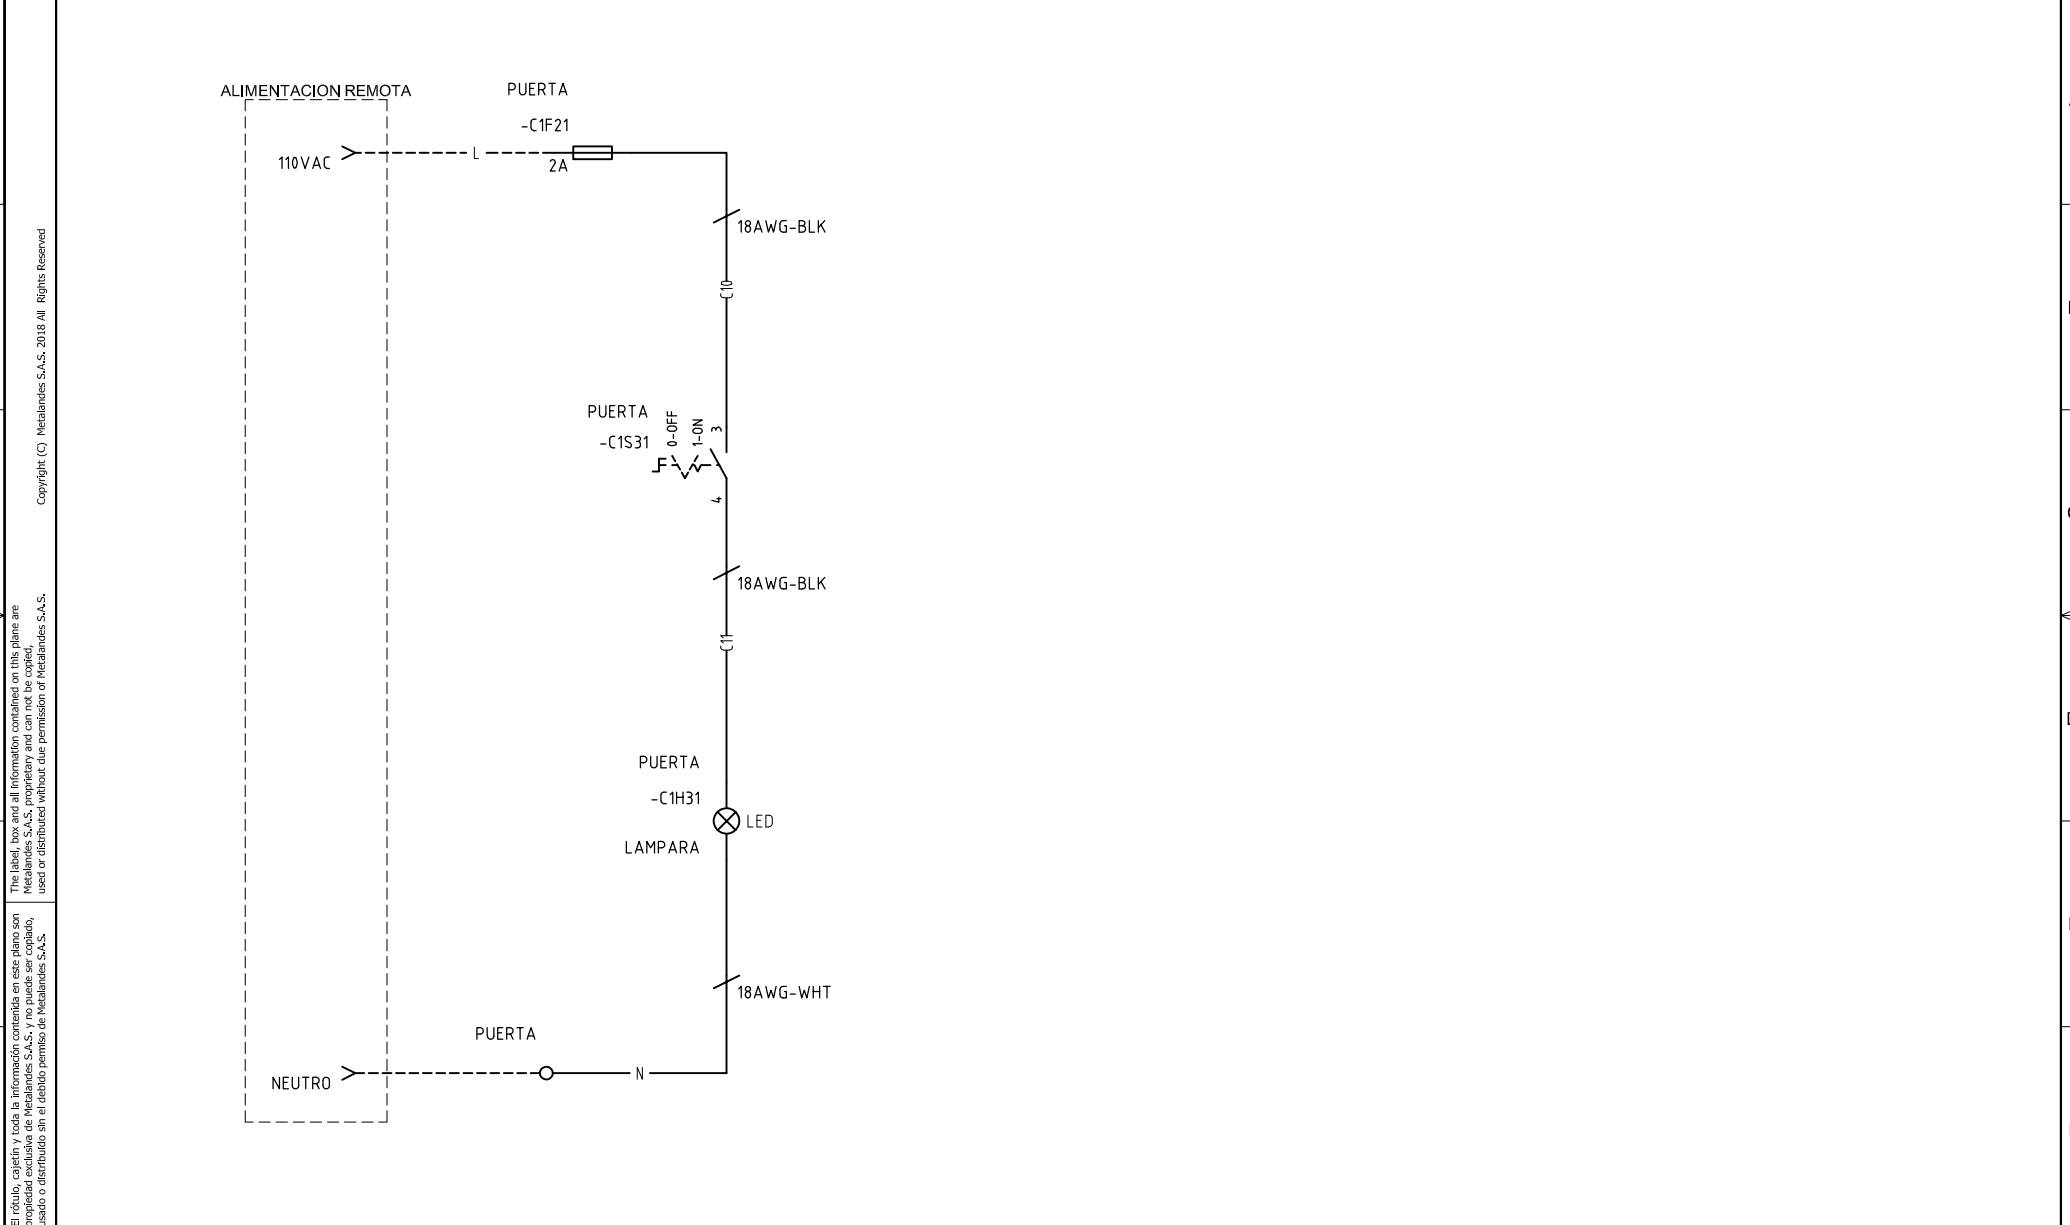 ALIMENTACION REMOTA
PUERTA
-C1F21
110VAC
L
2A
18AWG-BLK
C10
PUERTA
-C1S31
0-OFF
1-ON
3
4
18AWG-BLK
C11
PUERTA
-C1H31
LED
LAMPARA
18AWG-WHT
PUERTA
NEUTRO
N
Copyright (C) Metalandes S.A.S. 2018 All Rights Reserved
The label, box and all information contained on this plane are
Metalandes S.A.S. proprietary and can not be copied,
used or distributed without due permission of Metalandes S.A.S.
El rótulo, cajetín y toda la información contenida en este plano son
propiedad exclusiva de Metalandes S.A.S. y no puede ser copiado,
usado o distribuído sin el debido permiso de Metalandes S.A.S.